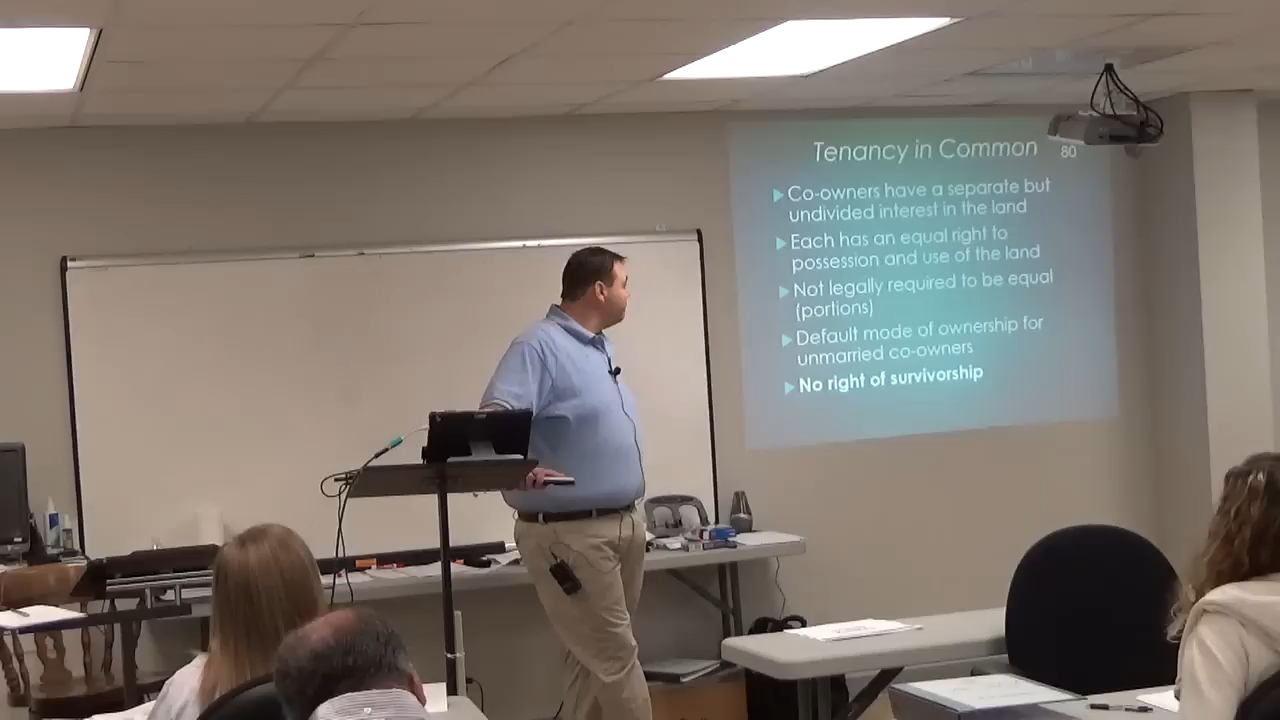 Tenancy in Common
80
Co-owners have a separate but
undivided interest in the land
Each has an equal right to
possession and use of the land
Not legally required to be equal
(portions)
Default mode of ownership for
unmarried co-owners
No right of survivorship